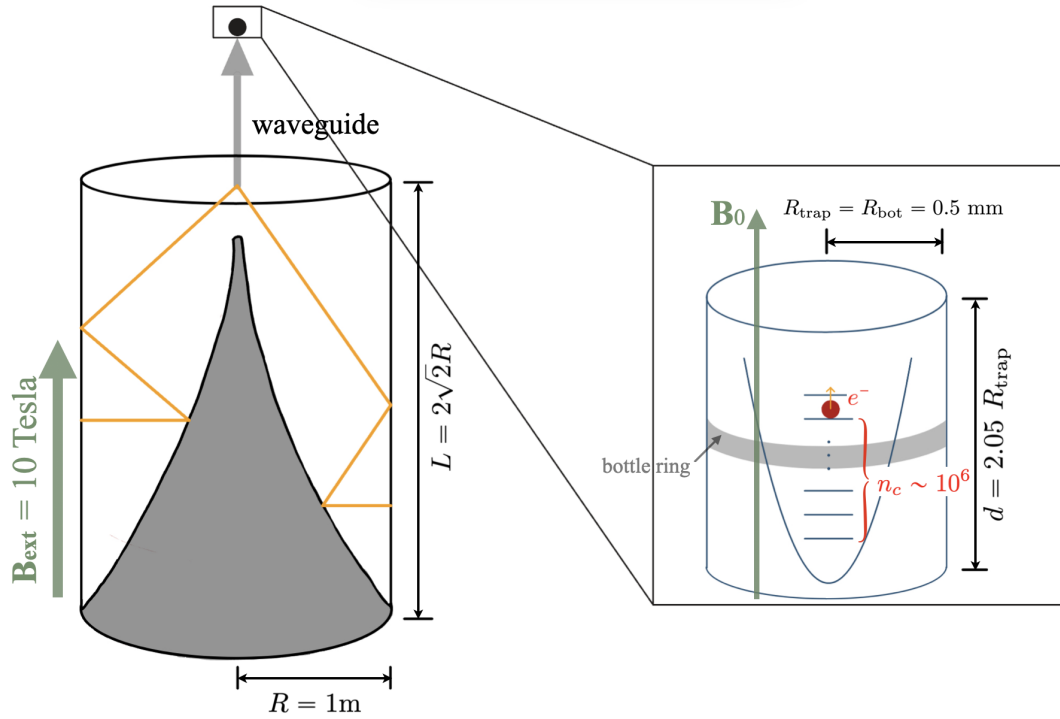 waveguide
B_ext = 10 Tesla
L = 2√2R
R = 1m
B_0
R_trap = R_bot = 0.5 mm
e⁻
bottle ring
n_c ∼ 10⁶
d = 2.05 R_trap